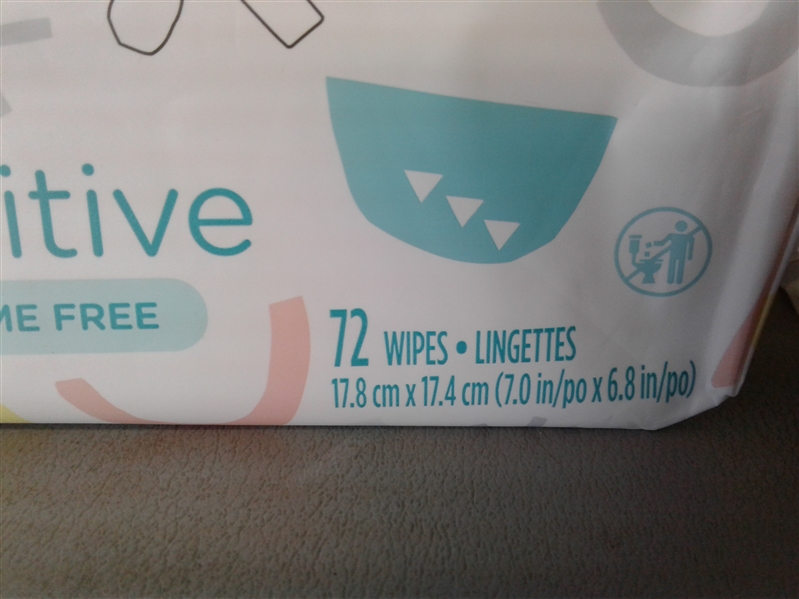 itive
ME FREE
72 WIPES • LINGETTES
17.8 cm x 17.4 cm (7.0 in/po x 6.8 in/po)